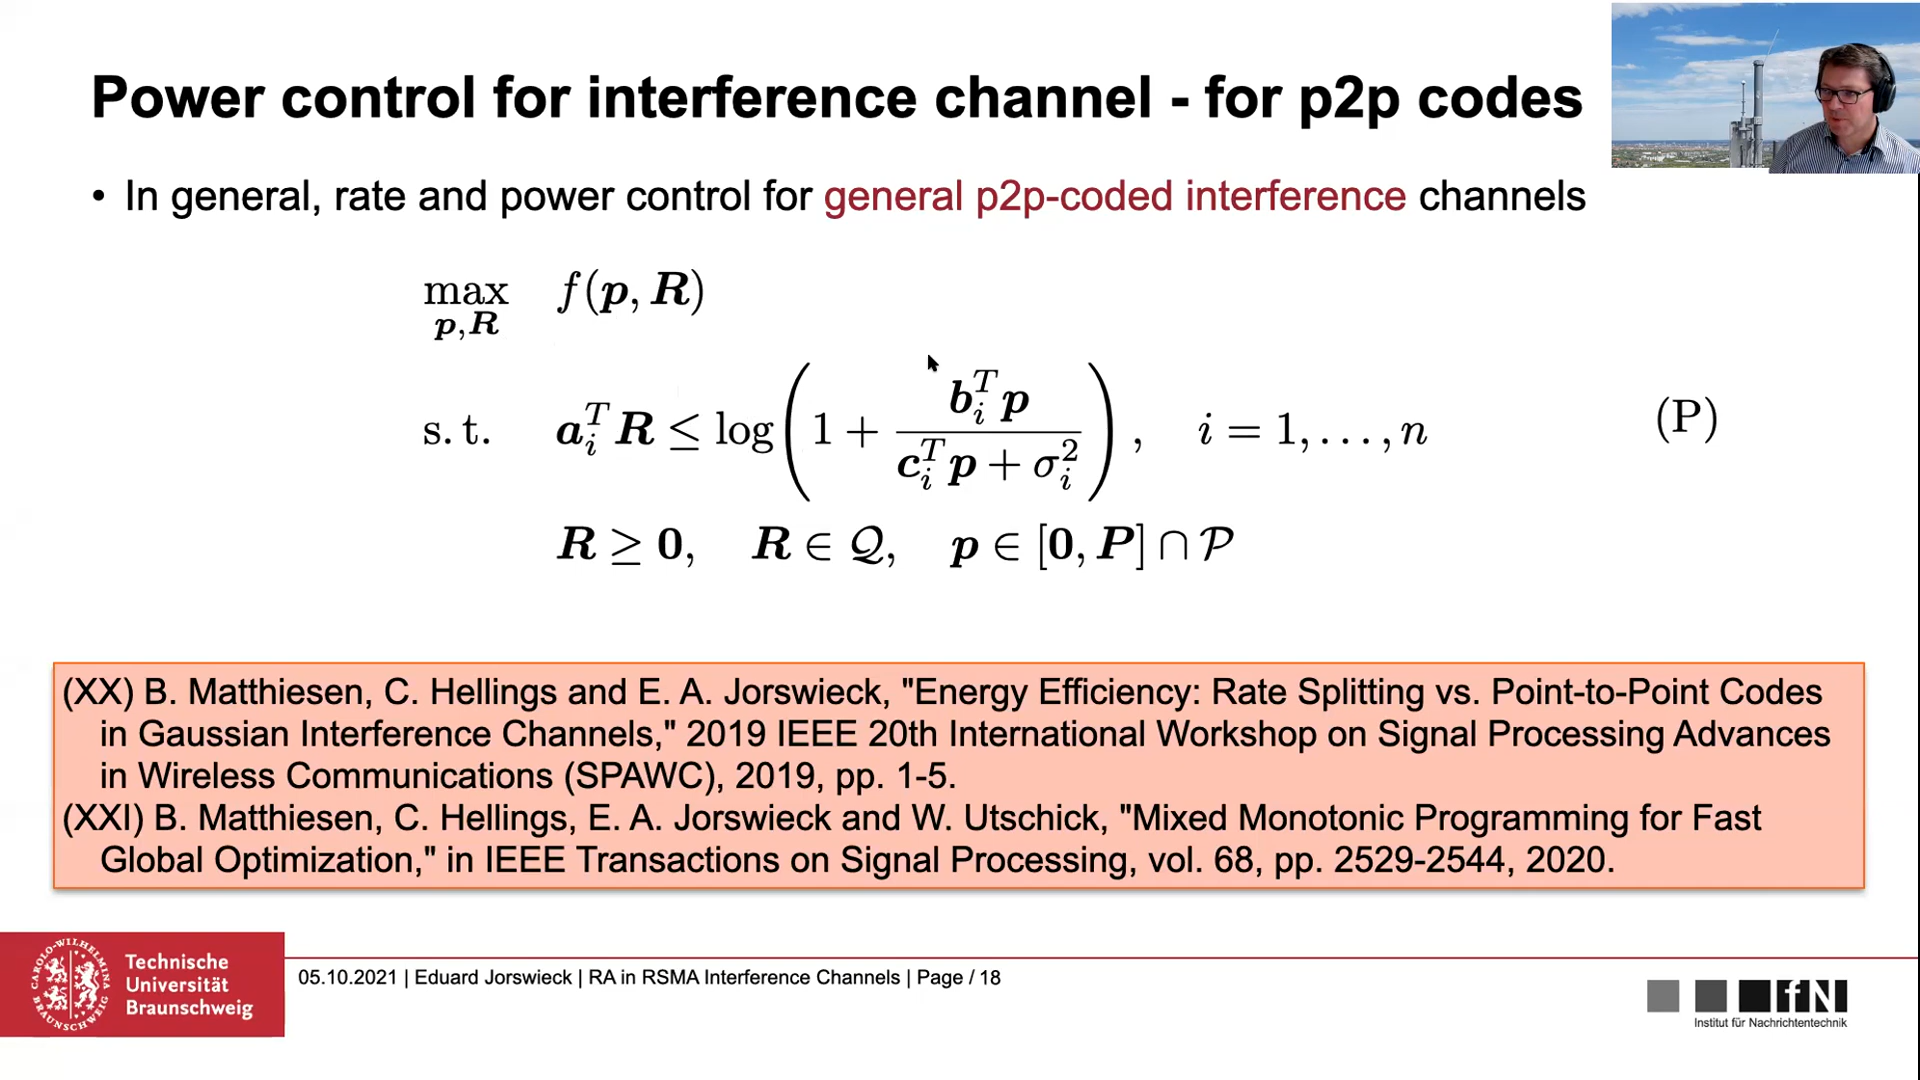 Power control for interference channel - for p2p codes
• In general, rate and power control for general p2p-coded interference channels
max f(p, R)
p,R
s. t. a_i^T R ≤ log(1 + b_i^T p / (c_i^T p + σ_i^2)), i = 1, . . . , n (P)
R ≥ 0, R ∈ Q, p ∈ [0, P] ∩ P
(XX) B. Matthiesen, C. Hellings and E. A. Jorswieck, "Energy Efficiency: Rate Splitting vs. Point-to-Point Codes
in Gaussian Interference Channels," 2019 IEEE 20th International Workshop on Signal Processing Advances
in Wireless Communications (SPAWC), 2019, pp. 1-5.
(XXI) B. Matthiesen, C. Hellings, E. A. Jorswieck and W. Utschick, "Mixed Monotonic Programming for Fast
Global Optimization," in IEEE Transactions on Signal Processing, vol. 68, pp. 2529-2544, 2020.
CAROLO-WILHELMINA
BRAUNSCHWEIG
Technische
Universität
Braunschweig
05.10.2021 | Eduard Jorswieck | RA in RSMA Interference Channels | Page / 18
IfN
Institut für Nachrichtentechnik